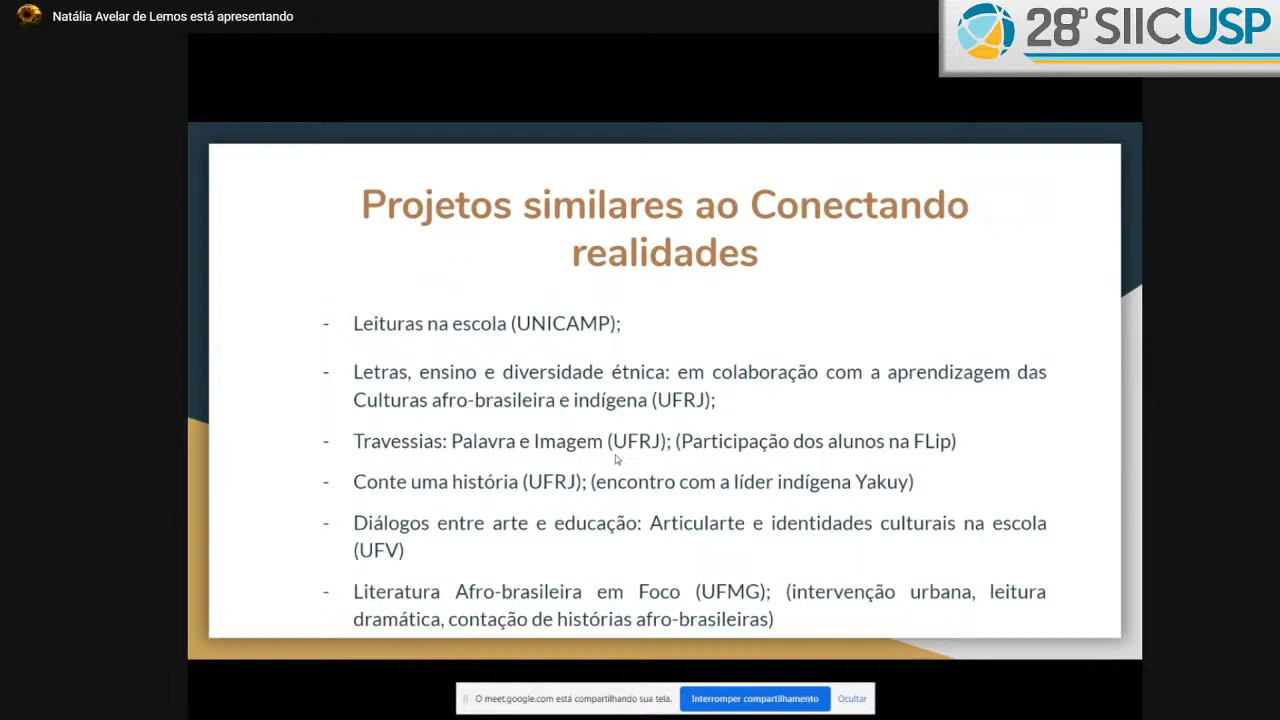 Natália Avelar de Lemos está apresentando
28º SIICUSP
Projetos similares ao Conectando
realidades
- Leituras na escola (UNICAMP);
- Letras, ensino e diversidade étnica: em colaboração com a aprendizagem das
Culturas afro-brasileira e indígena (UFRJ);
- Travessias: Palavra e Imagem (UFRJ); (Participação dos alunos na FLip)
- Conte uma história (UFRJ); (encontro com a líder indígena Yakuy)
- Diálogos entre arte e educação: Articularte e identidades culturais na escola
(UFV)
- Literatura Afro-brasileira em Foco (UFMG); (intervenção urbana, leitura
dramática, contação de histórias afro-brasileiras)
O meet.google.com está compartilhando sua tela. Interromper compartilhamento Ocultar